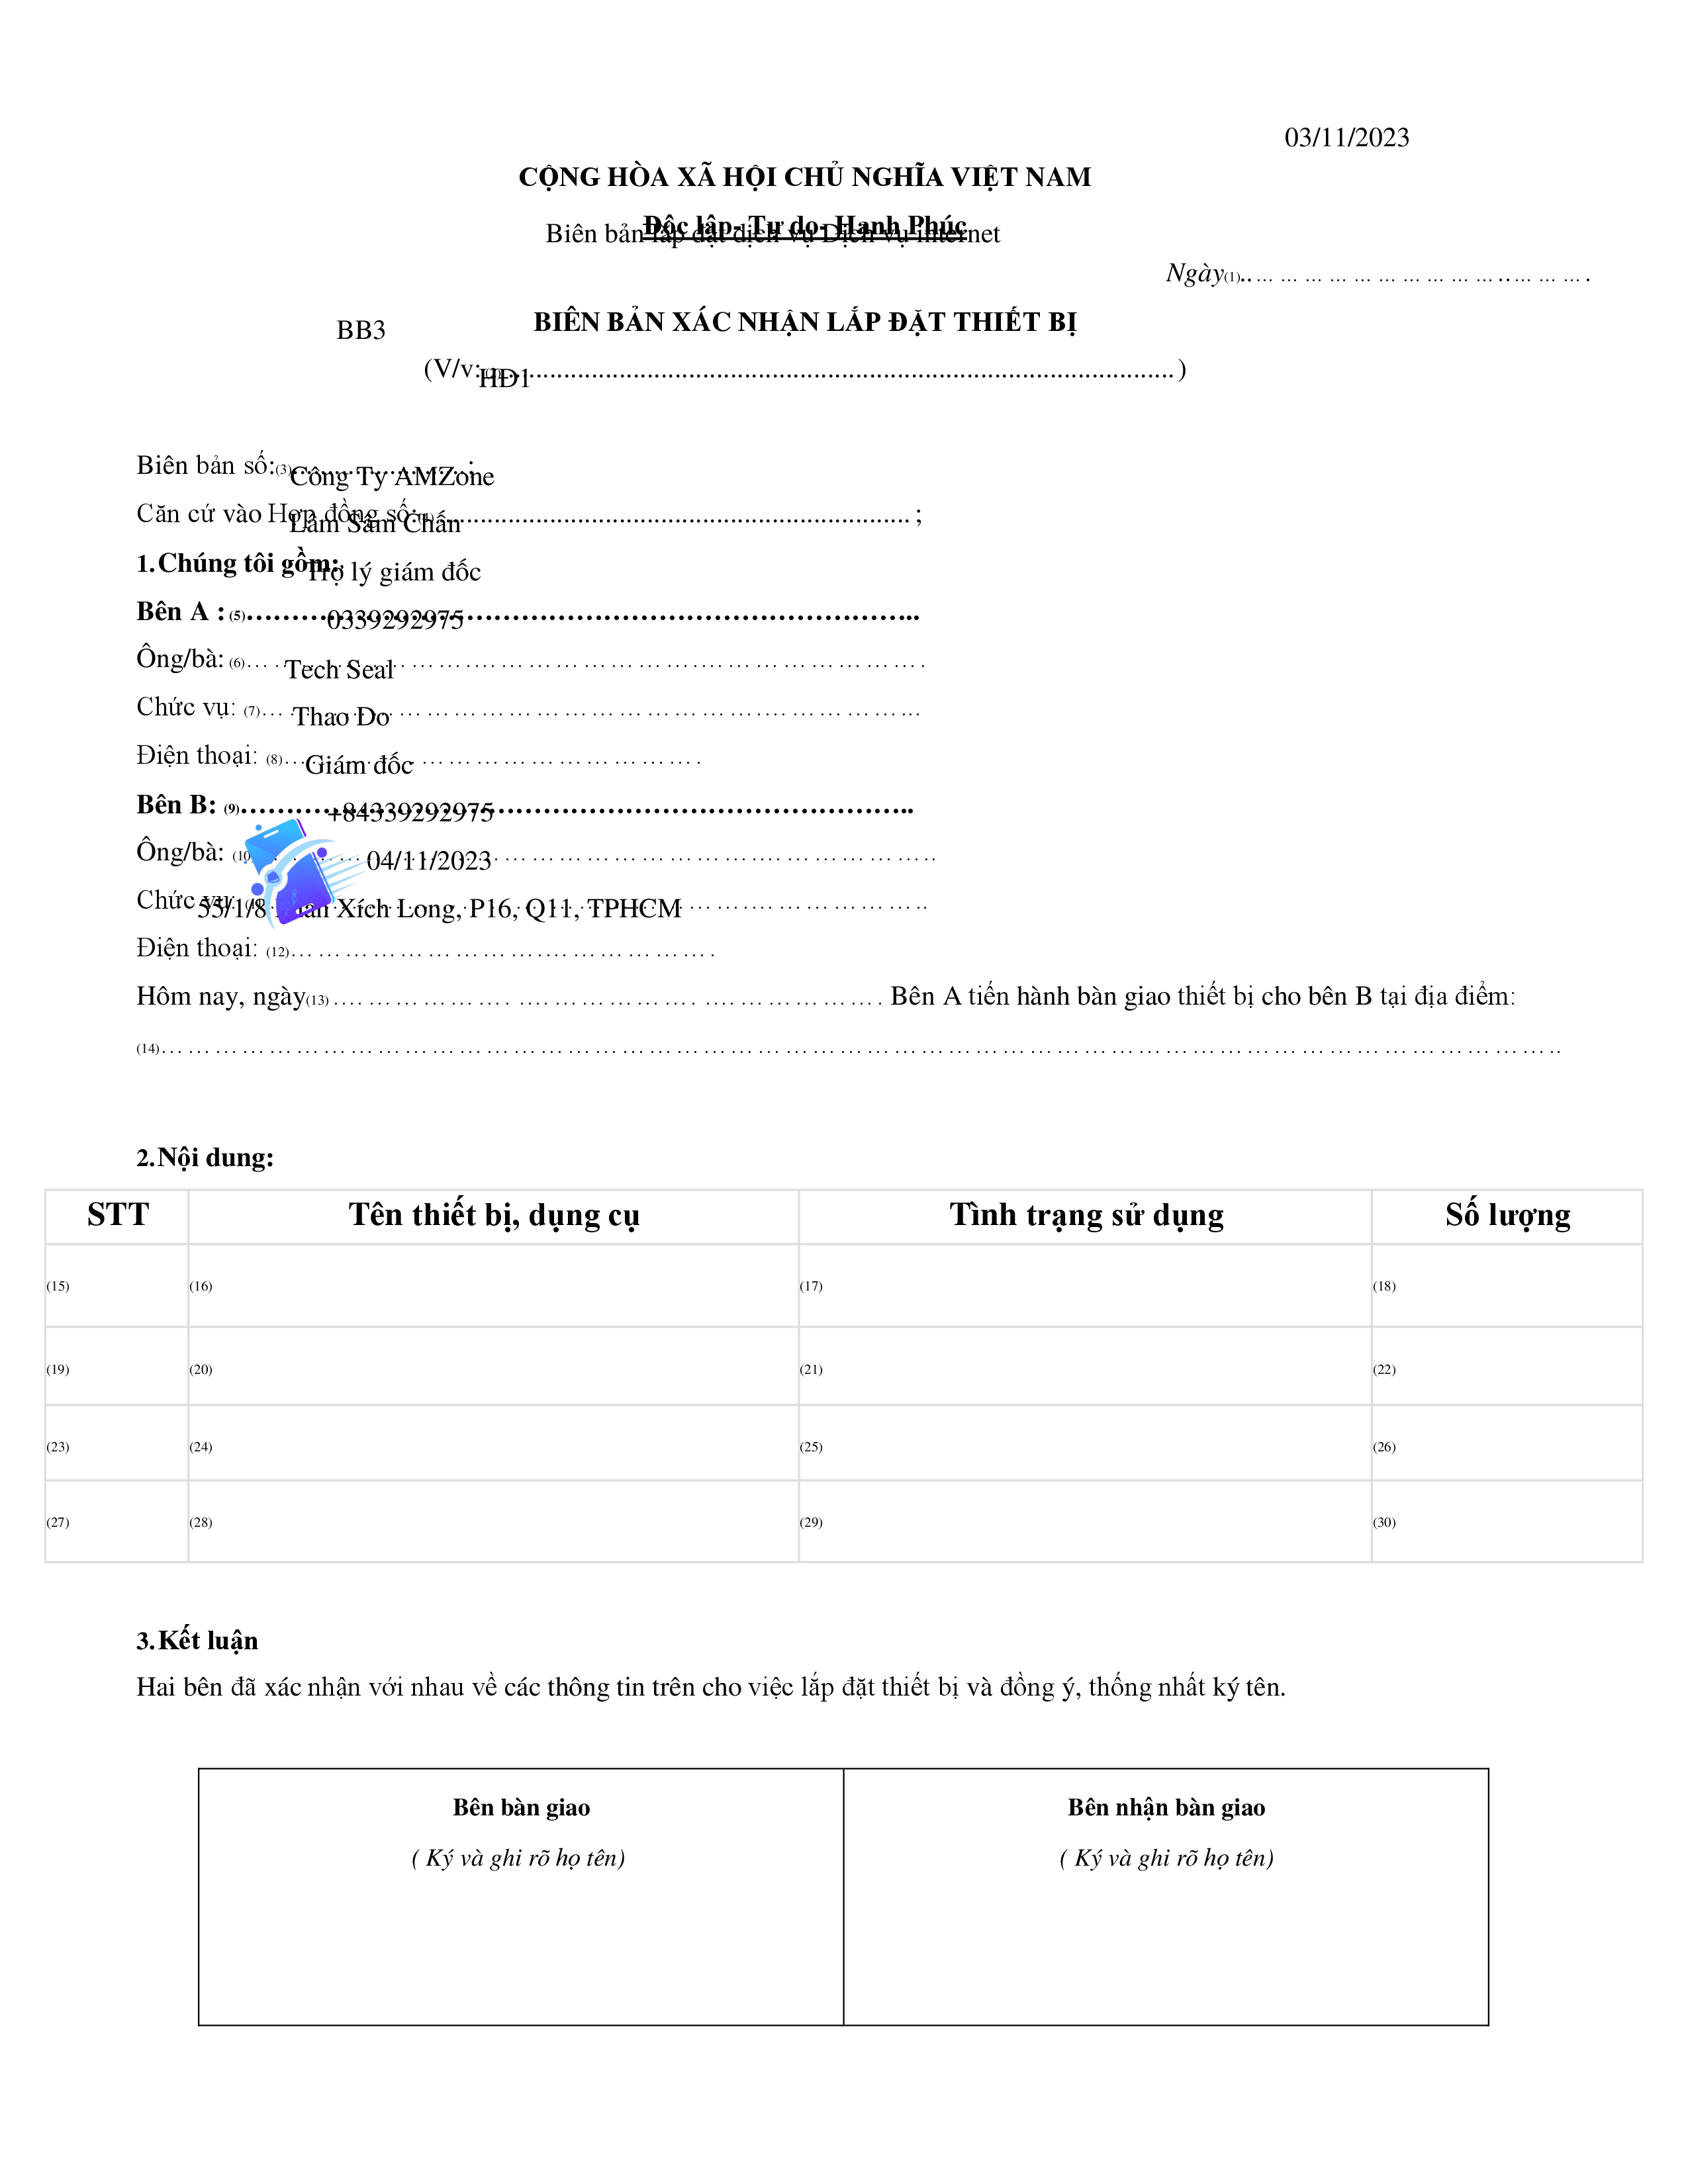 03/11/2023
CỘNG HÒA XÃ HỘI CHỦ NGHĨA VIỆT NAM
Độc lập- Tự do- Hạnh Phúc
Biên bản lắp đặt dịch vụ Dịch vụ internet
Ngày(1)..… … … … … … … … … …..… … ….
BIÊN BẢN XÁC NHẬN LẮP ĐẶT THIẾT BỊ
BB3
(V/v:(2)................................................................................................)
HD1
Biên bản số:(3)........................;
Công Ty AMZone
Căn cứ vào Hợp đồng số:(4)....................................................................;
Lâm Sâm Chấn
1.Chúng tôi gồm:
Trợ lý giám đốc
Bên A : (5)………………………………………………………………..
0339292975
Ông/bà: (6)… … … … … … … … … … … … … … … … … … … … … … … ….
Tech Seal
Chức vụ: (7)… … … … … … … … … … … … … … … … … … … … … … …
Thao Do
Điện thoại: (8)… … … … … … … … … … … … … … ….
Giám đốc
Bên B: (9)………………………………………………………………..
+84339292975
Ông/bà: (10)… … … … … … … … … … … … … … … … … … … … … …..
04/11/2023
Chức vụ: … … … … … … … … … … … … … … … … … … … … … …..
55/1/8 Xích Long, P16, Q11, TPHCM
Điện thoại: (12)… … … … … … … … … … … … … … ….
Hôm nay, ngày(13)…. … … … … …. …. … … … … …. …. … … … … …. Bên A tiến hành bàn giao thiết bị cho bên B tại địa điểm:
(14)… … … … … … … … … … … … … … … … … … … … … … … … … … … … … … … … … … … … … … … … … … … … … … … … … … …..
2.Nội dung:
STT Tên thiết bị, dụng cụ Tình trạng sử dụng Số lượng
(15) (16) (17) (18)
(19) (20) (21) (22)
(23) (24) (25) (26)
(27) (28) (29) (30)
3.Kết luận
Hai bên đã xác nhận với nhau về các thông tin trên cho việc lắp đặt thiết bị và đồng ý, thống nhất ký tên.
Bên bàn giao Bên nhận bàn giao
( Ký và ghi rõ họ tên) ( Ký và ghi rõ họ tên)